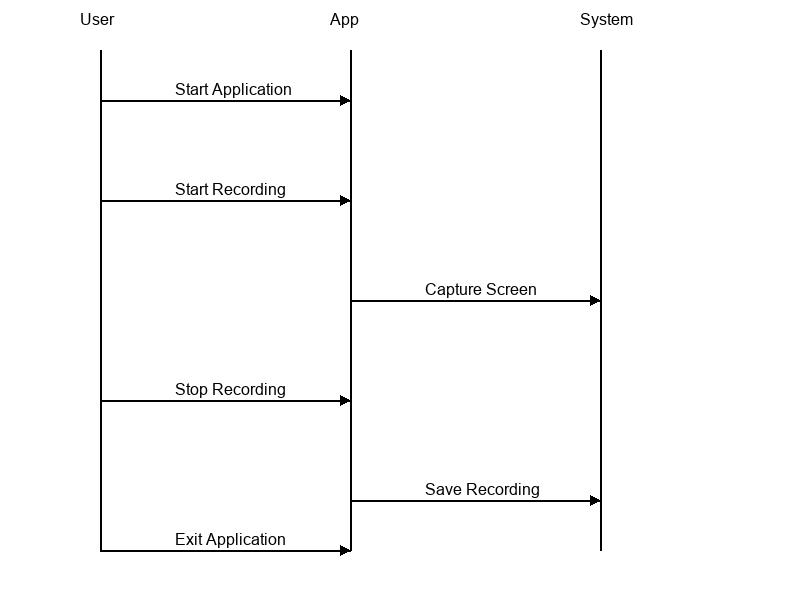 User
App
System
Start Application
Start Recording
Capture Screen
Stop Recording
Save Recording
Exit Application